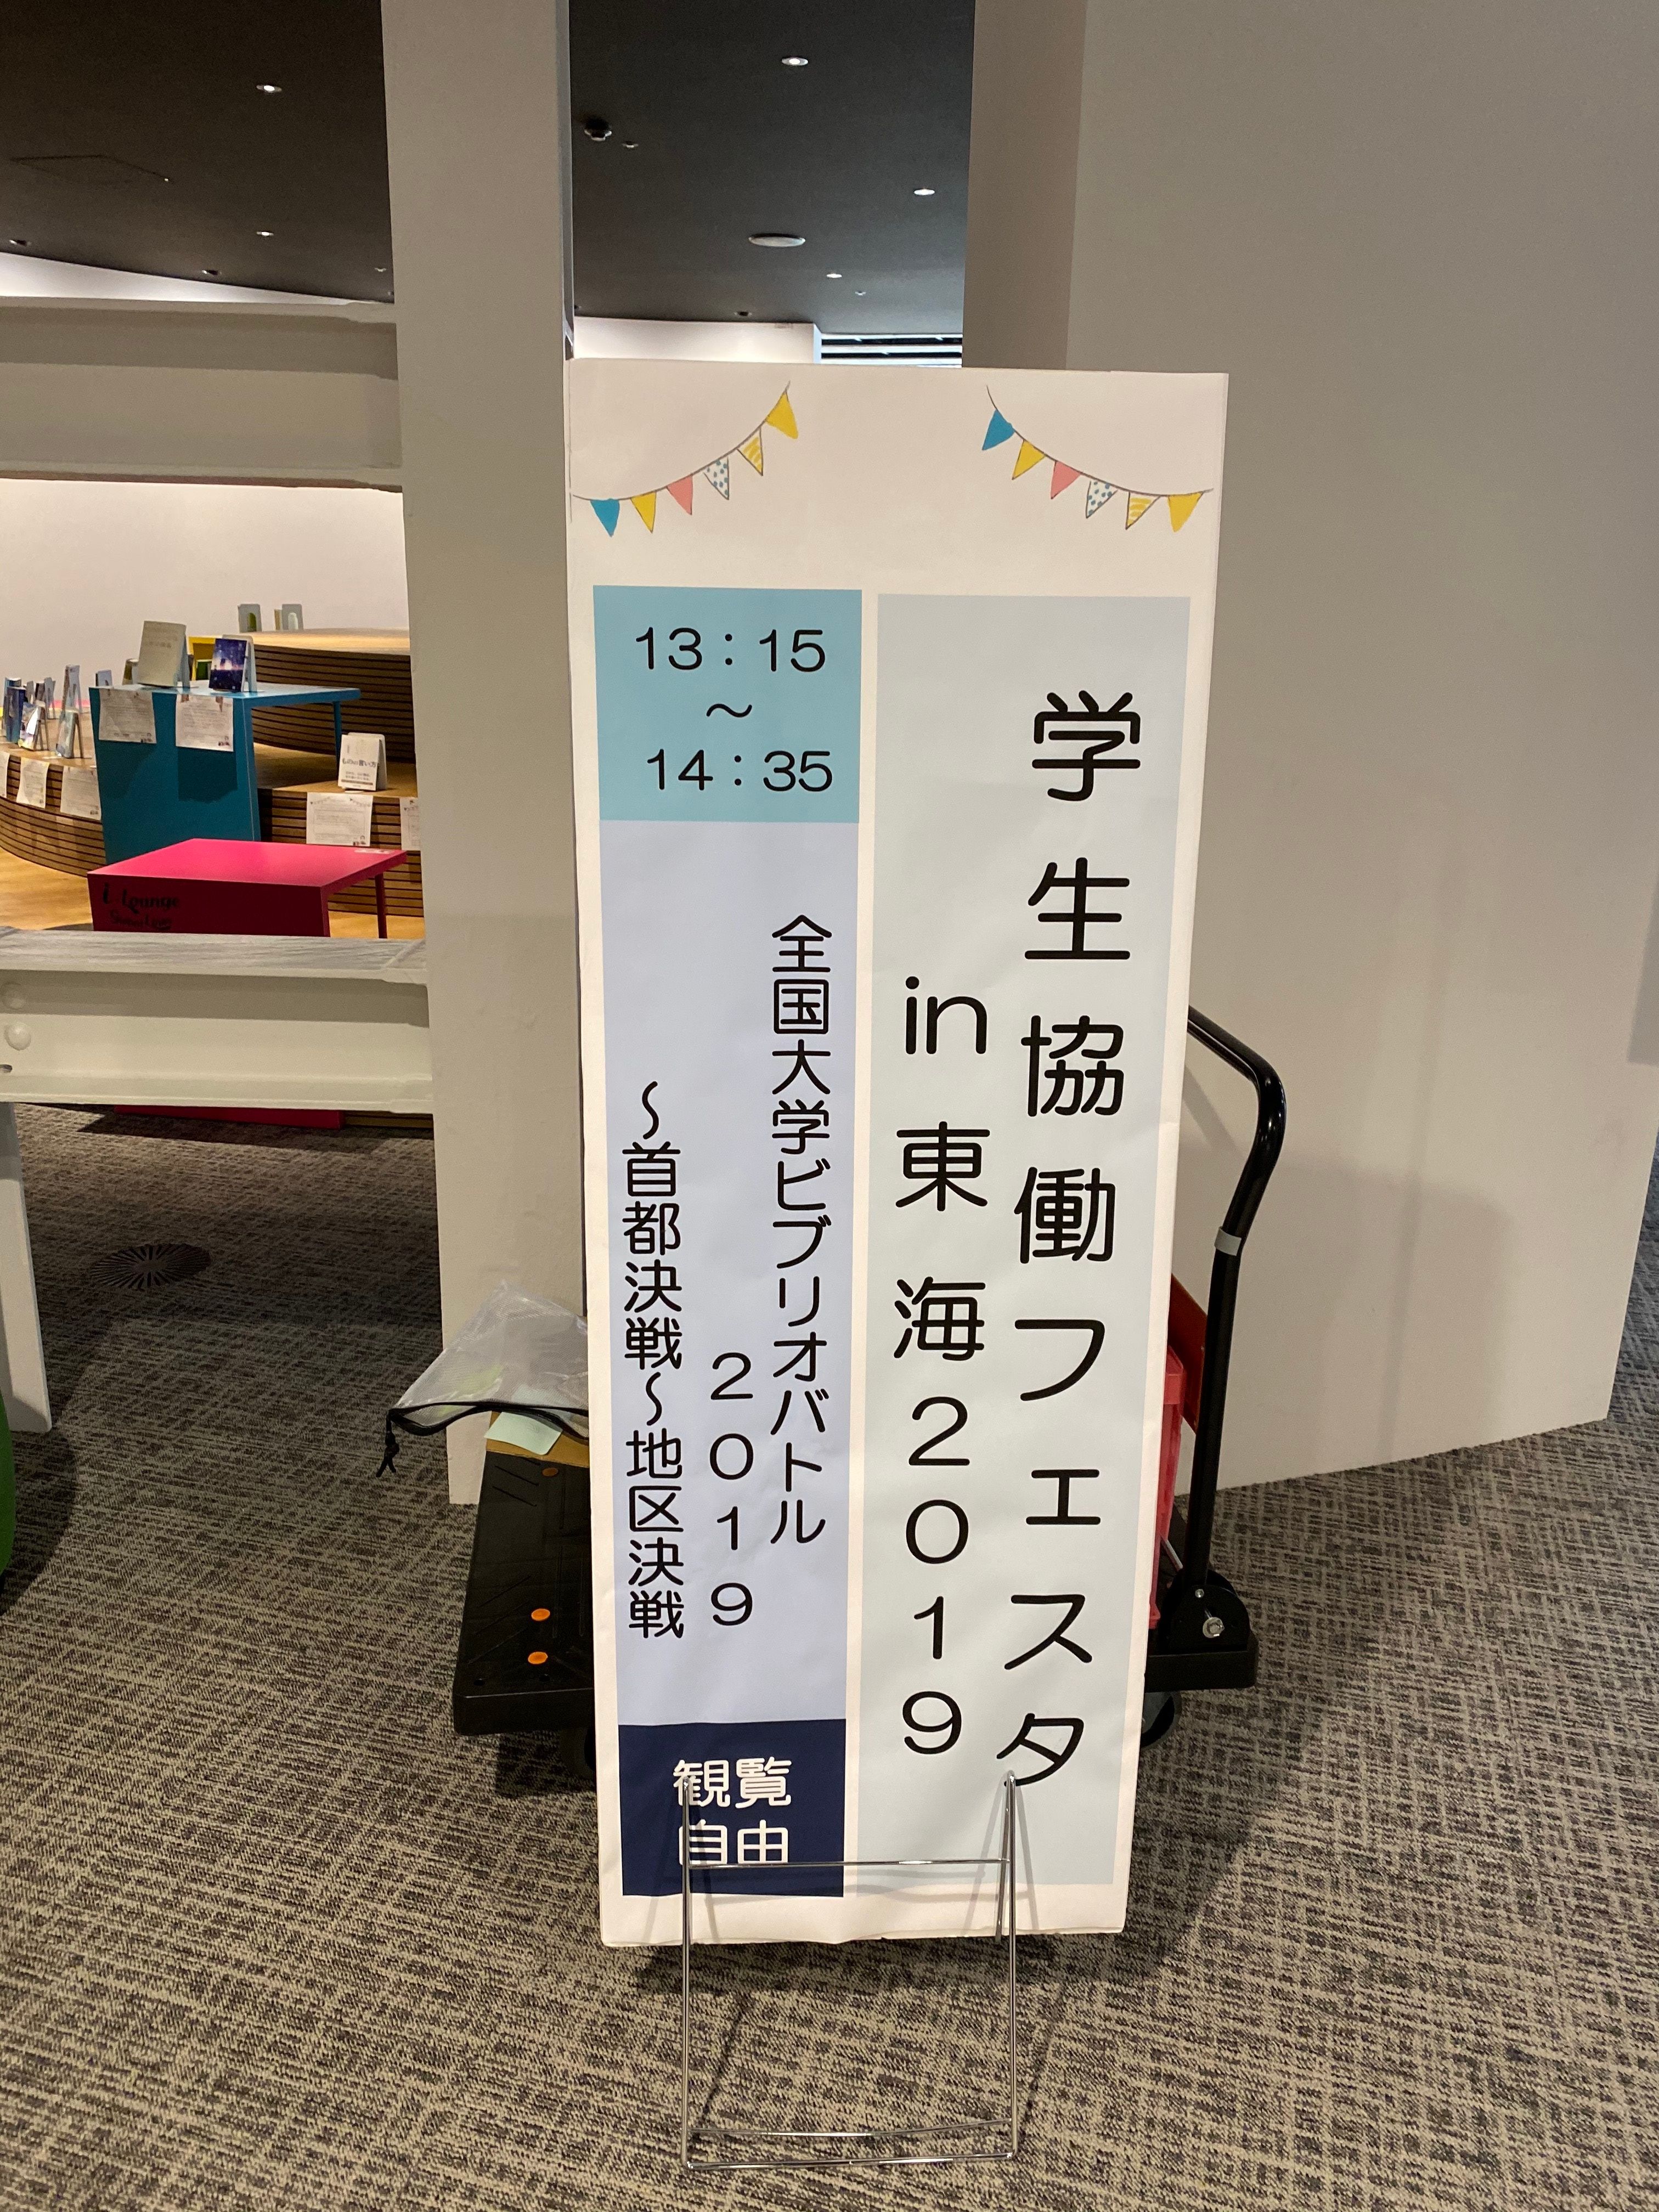 学生協働フェスタ
in東海2019
13：15
～
14：35
全国大学ビブリオバトル
2019
～首都決戦～地区決戦
観覧
自由
i Lounge